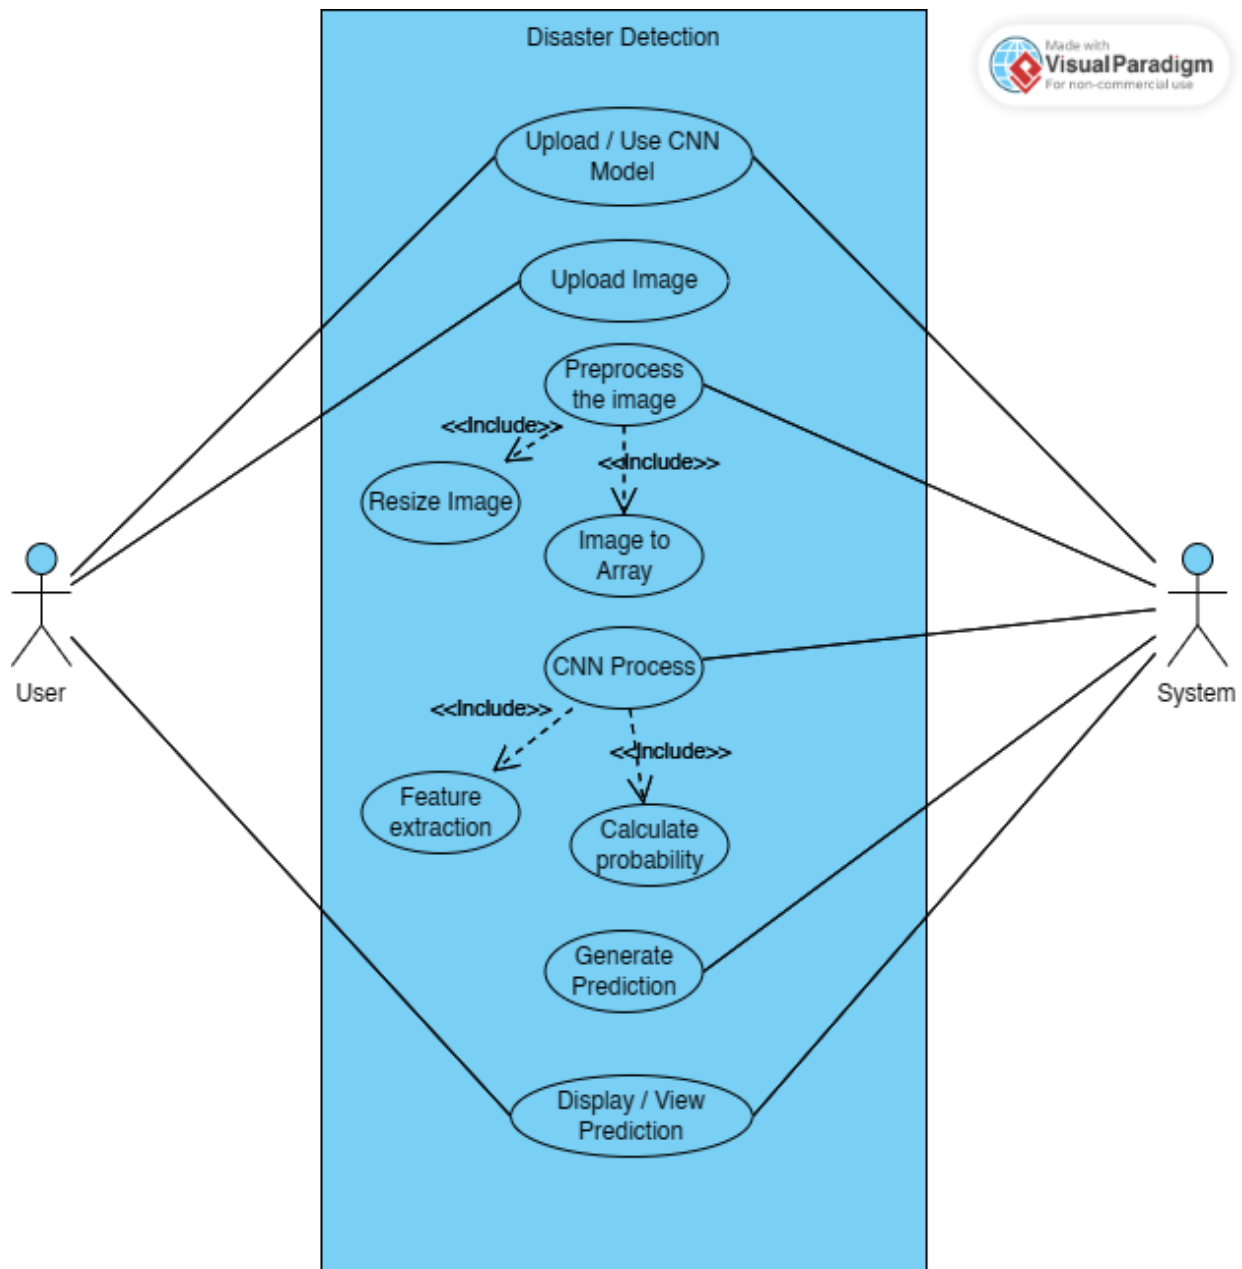 Disaster Detection
Made with
Visual Paradigm
For non-commercial use
Upload / Use CNN
Model
Upload Image
Preprocess
the image
<<Include>>
<<Include>>
Resize Image
Image to
Array
CNN Process
User
System
<<Include>>
<<Include>>
Feature
extraction
Calculate
probability
Generate
Prediction
Display / View
Prediction